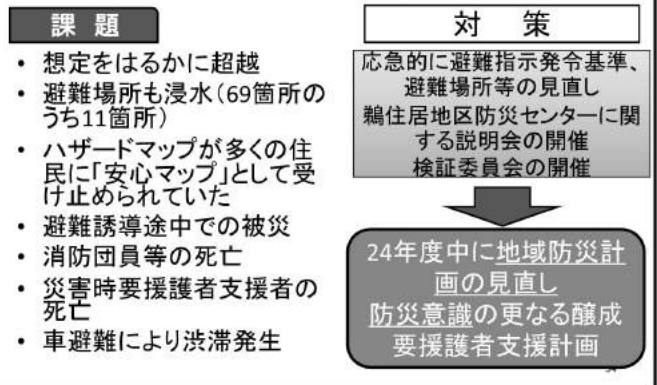 課 題
・ 想定をはるかに超越
・ 避難場所も浸水(69箇所の
うち11箇所)
・ ハザードマップが多くの住
民に「安心マップ」として受
け止められていた
・ 避難誘導途中での被災
・ 消防団員等の死亡
・ 災害時要援護者支援者の
死亡
・ 車避難により渋滞発生
対 策
応急的に避難指示発令基準、
避難場所等の見直し
鵜住居地区防災センターに関
する説明会の開催
検証委員会の開催
24年度中に地域防災計
画の見直し
防災意識の更なる醸成
要援護者支援計画